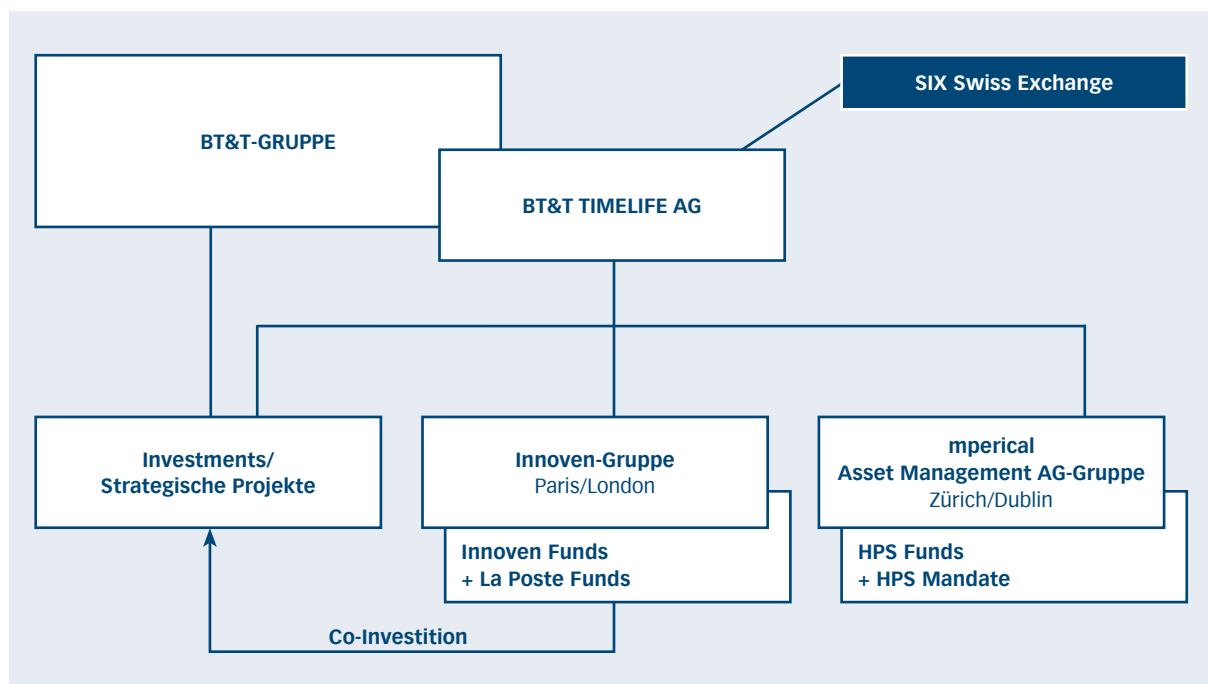 SIX Swiss Exchange
BT&T-GRUPPE
BT&T TIMELIFE AG
Investments/
Strategische Projekte
Innoven-Gruppe
Paris/London
Innoven Funds
+ La Poste Funds
mperical
Asset Management AG-Gruppe
Zürich/Dublin
HPS Funds
+ HPS Mandate
Co-Investition